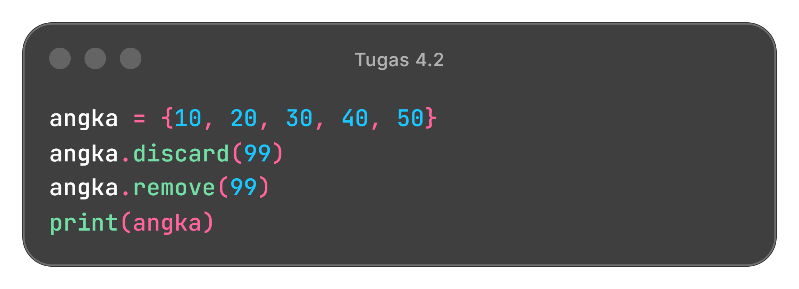 Tugas 4.2
angka = {10, 20, 30, 40, 50}
angka.discard(99)
angka.remove(99)
print(angka)